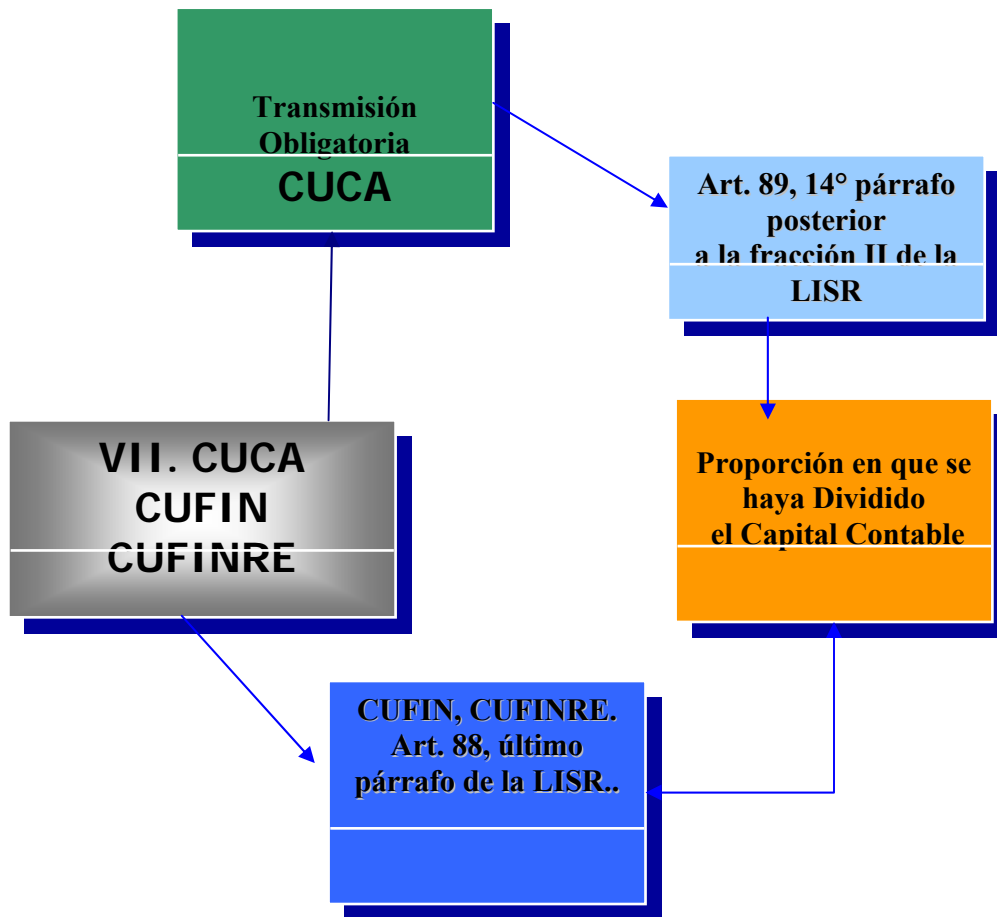 Transmisión
Obligatoria
CUCA
Art. 89, 14° párrafo
posterior
a la fracción II de la
LISR
VII. CUCA
CUFIN
CUFINRE
Proporción en que se
haya Dividido
el Capital Contable
CUFIN, CUFINRE.
Art. 88, último
párrafo de la LISR..